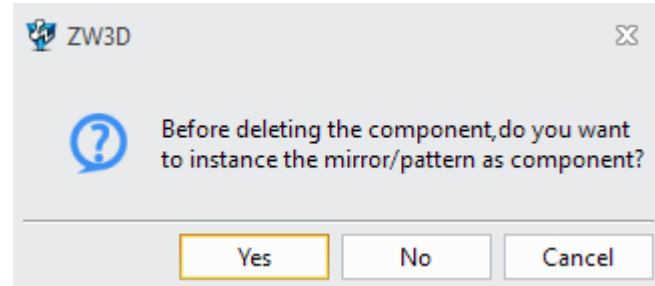 ZW3D
Before deleting the component,do you want
to instance the mirror/pattern as component?
Yes No Cancel